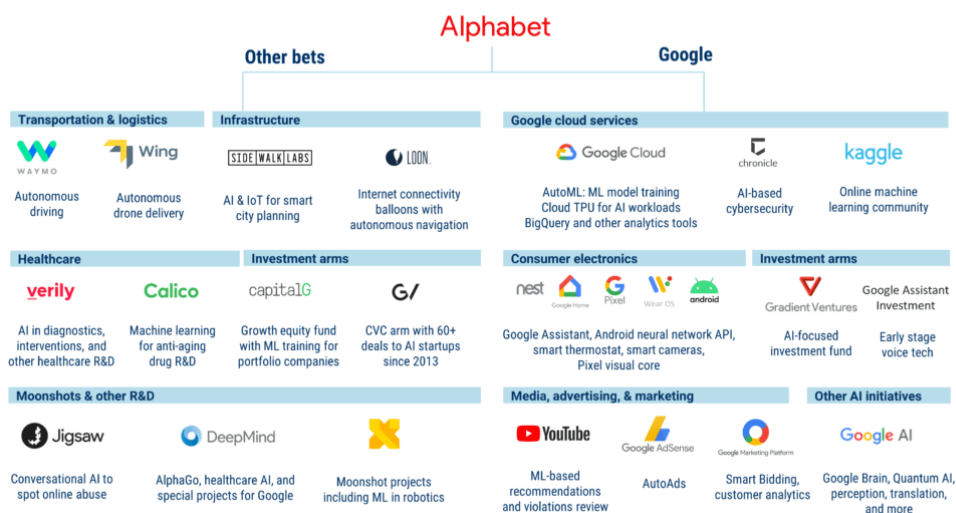 Alphabet
Other bets
Google
Transportation & logistics
Infrastructure
WAYMO
Wing
SIDE WALK LABS
LOON.
Autonomous
driving
Autonomous
drone delivery
AI & IoT for smart
city planning
Internet connectivity
balloons with
autonomous navigation
Google cloud services
Google Cloud
chronicle
kaggle
AutoML: ML model training
Cloud TPU for AI workloads
BigQuery and other analytics tools
AI-based
cybersecurity
Online machine
learning community
Healthcare
Investment arms
verily
Calico
capitalG
G/
AI in diagnostics,
interventions, and
other healthcare R&D
Machine learning
for anti-aging
drug R&D
Growth equity fund
with ML training for
portfolio companies
CVC arm with 60+
deals to AI startups
since 2013
Consumer electronics
Investment arms
nest
Google Home
Pixel
Wear OS
android
Gradient Ventures
Google Assistant
Investment
Google Assistant, Android neural network API,
smart thermostat, smart cameras,
Pixel visual core
AI-focused
investment fund
Early stage
voice tech
Moonshots & other R&D
Jigsaw
DeepMind
Conversational AI to
spot online abuse
AlphaGo, healthcare AI, and
special projects for Google
Moonshot projects
including ML in robotics
Media, advertising, & marketing
Other AI initiatives
YouTube
Google AdSense
Google Marketing Platform
Google AI
ML-based
recommendations
and violations review
AutoAds
Smart Bidding,
customer analytics
Google Brain, Quantum AI,
perception, translation,
and more